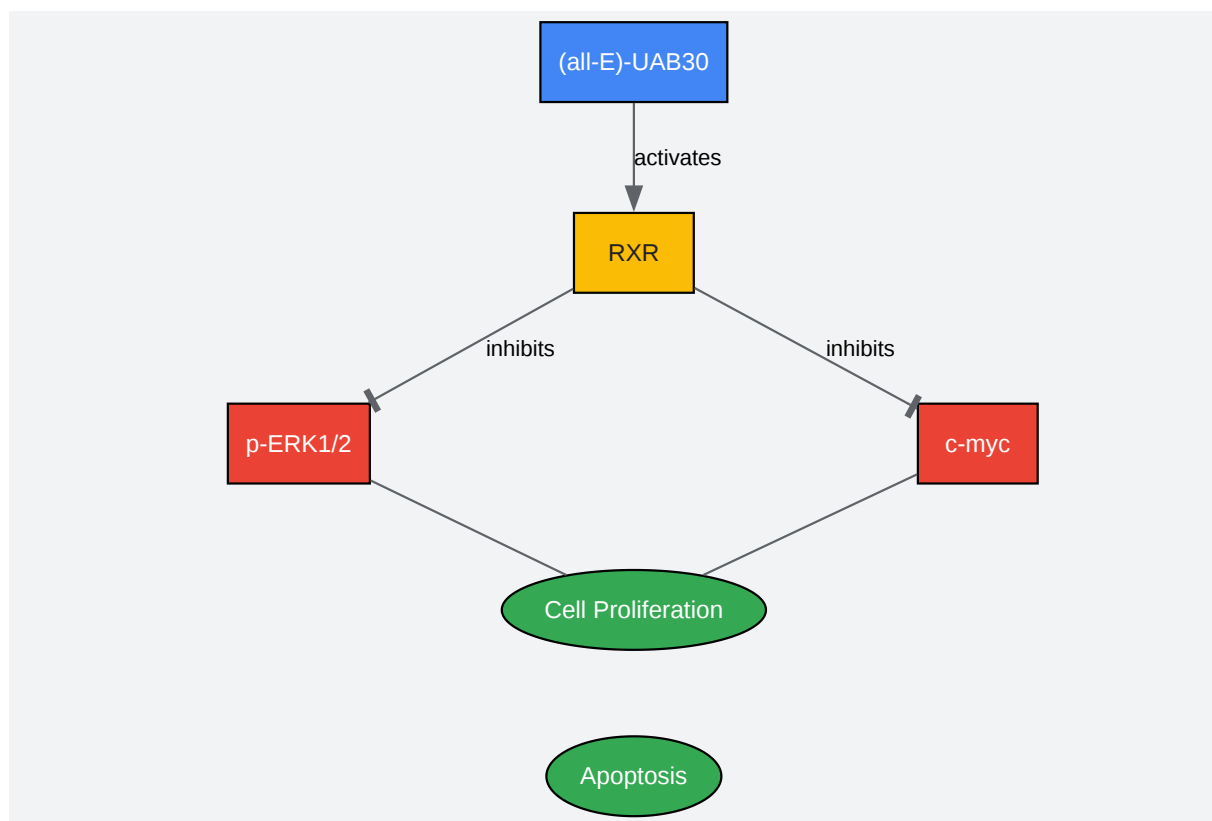 (all-E)-UAB30
activates
RXR
inhibits
inhibits
p-ERK1/2
c-myc
Cell Proliferation
Apoptosis